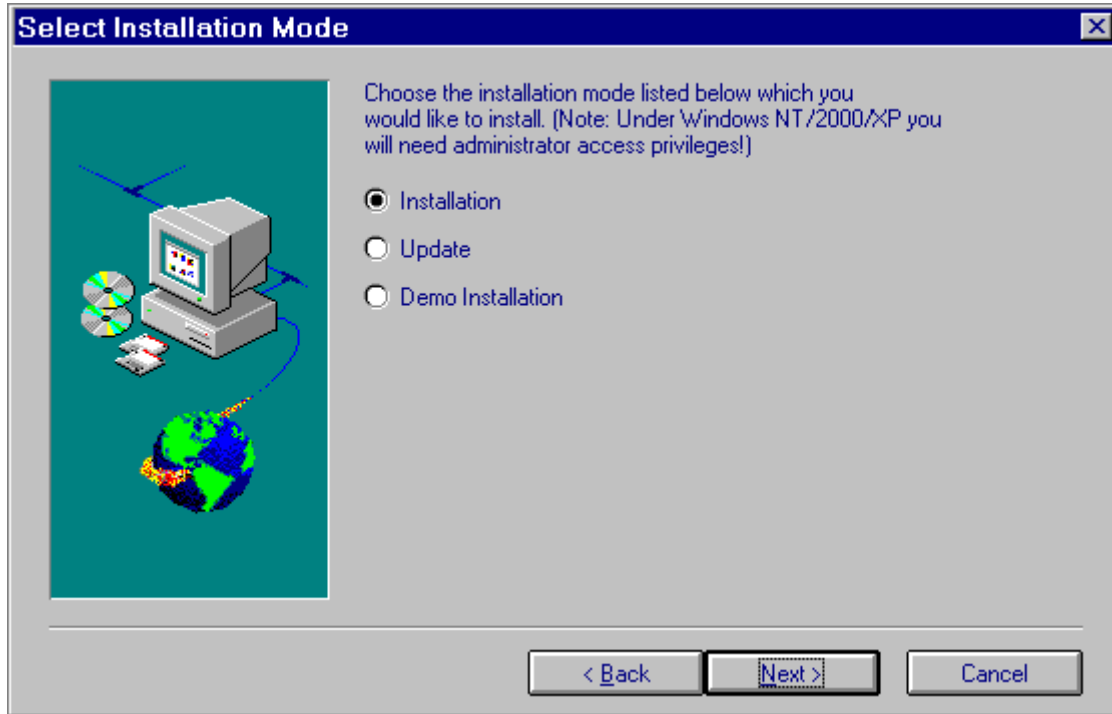 Select Installation Mode
Choose the installation mode listed below which you
would like to install. (Note: Under Windows NT/2000/XP you
will need administrator access privileges!)
Installation
Update
Demo Installation
< Back
Next >
Cancel